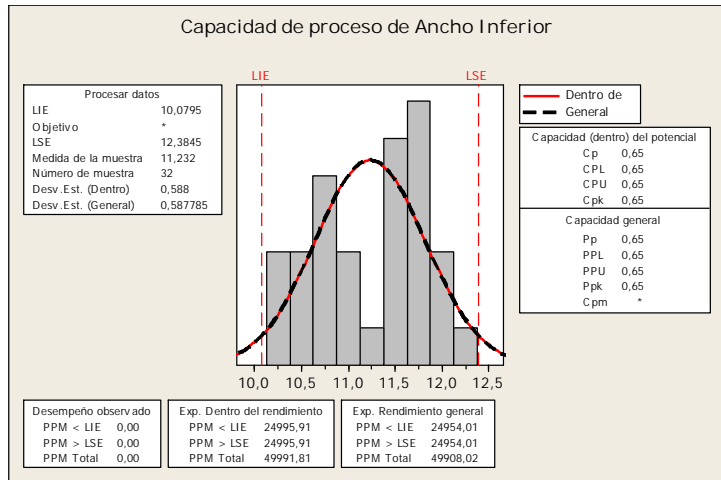 Capacidad de proceso de Ancho Inferior
LIE LSE
Procesar datos
LIE 10,0795
Objetivo *
LSE 12,3845
Medida de la muestra 11,232
Número de muestra 32
Desv.Est. (Dentro) 0,588
Desv.Est. (General) 0,587785
Dentro de
General
Capacidad (dentro) del potencial
Cp 0,65
CPL 0,65
CPU 0,65
Cpk 0,65
Capacidad general
Pp 0,65
PPL 0,65
PPU 0,65
Ppk 0,65
Cpm *
10,0 10,5 11,0 11,5 12,0 12,5
Desempeño observado
PPM < LIE 0,00
PPM > LSE 0,00
PPM Total 0,00
Exp. Dentro del rendimiento
PPM < LIE 24995,91
PPM > LSE 24995,91
PPM Total 49991,81
Exp. Rendimiento general
PPM < LIE 24954,01
PPM > LSE 24954,01
PPM Total 49908,02